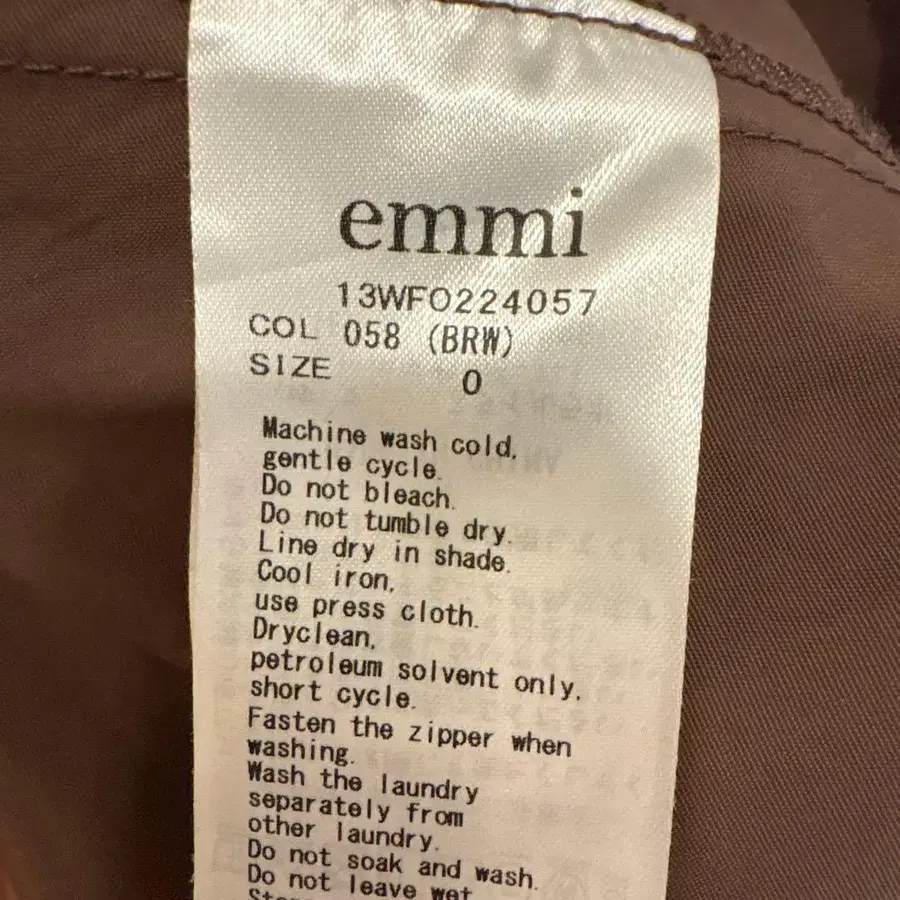 emmi
13WFO224057
COL 058 (BRW)
SIZE 0
Machine wash cold,
gentle cycle.
Do not bleach.
Do not tumble dry.
Line dry in shade.
Cool iron,
use press cloth.
Dryclean,
petroleum solvent only,
short cycle.
Fasten the zipper when
washing.
Wash the laundry
separately from
other laundry.
Do not soak and wash.
Do not leave wet